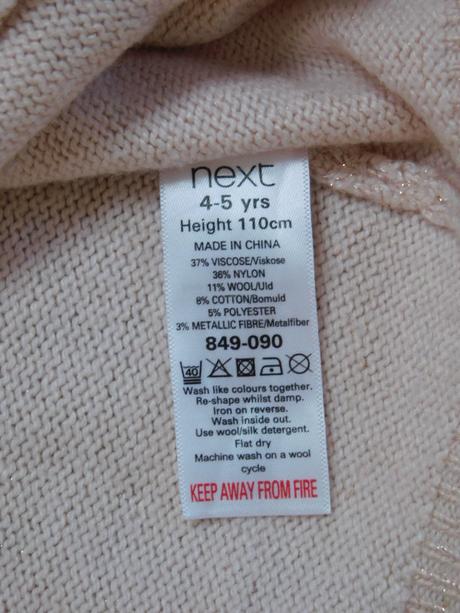 next
4-5 yrs
Height 110cm
MADE IN CHINA
37% VISCOSE/Viskose
36% NYLON
11% WOOL/Uld
8% COTTON/Bomuld
5% POLYESTER
3% METALLIC FIBRE/Metalfiber
849-090
40
Wash like colours together.
Re-shape whilst damp.
Iron on reverse.
Wash inside out.
Use wool/silk detergent.
Flat dry
Machine wash on a wool
cycle
KEEP AWAY FROM FIRE